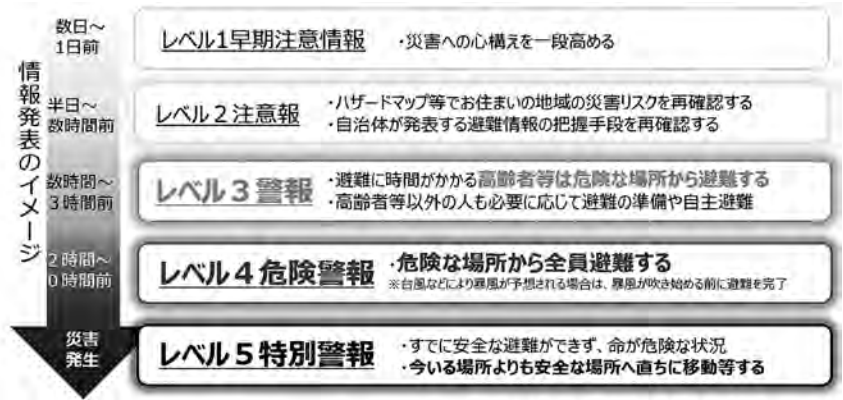 情報発表のイメージ
数日～
1日前
レベル1早期注意情報
・災害への心構えを一段高める
半日～
数時間前
レベル２注意報
・ハザードマップ等でお住まいの地域の災害リスクを再確認する
・自治体が発表する避難情報の把握手段を再確認する
数時間～
3時間前
レベル３警報
・避難に時間がかかる高齢者等は危険な場所から避難する
・高齢者等以外の人も必要に応じて避難の準備や自主避難
２時間～
０時間前
レベル４危険警報
・危険な場所から全員避難する
※台風などにより暴風が予想される場合は、暴風が吹き始める前に避難を完了
災害
発生
レベル５特別警報
・すでに安全な避難ができず、命が危険な状況
・今いる場所よりも安全な場所へ直ちに移動等する